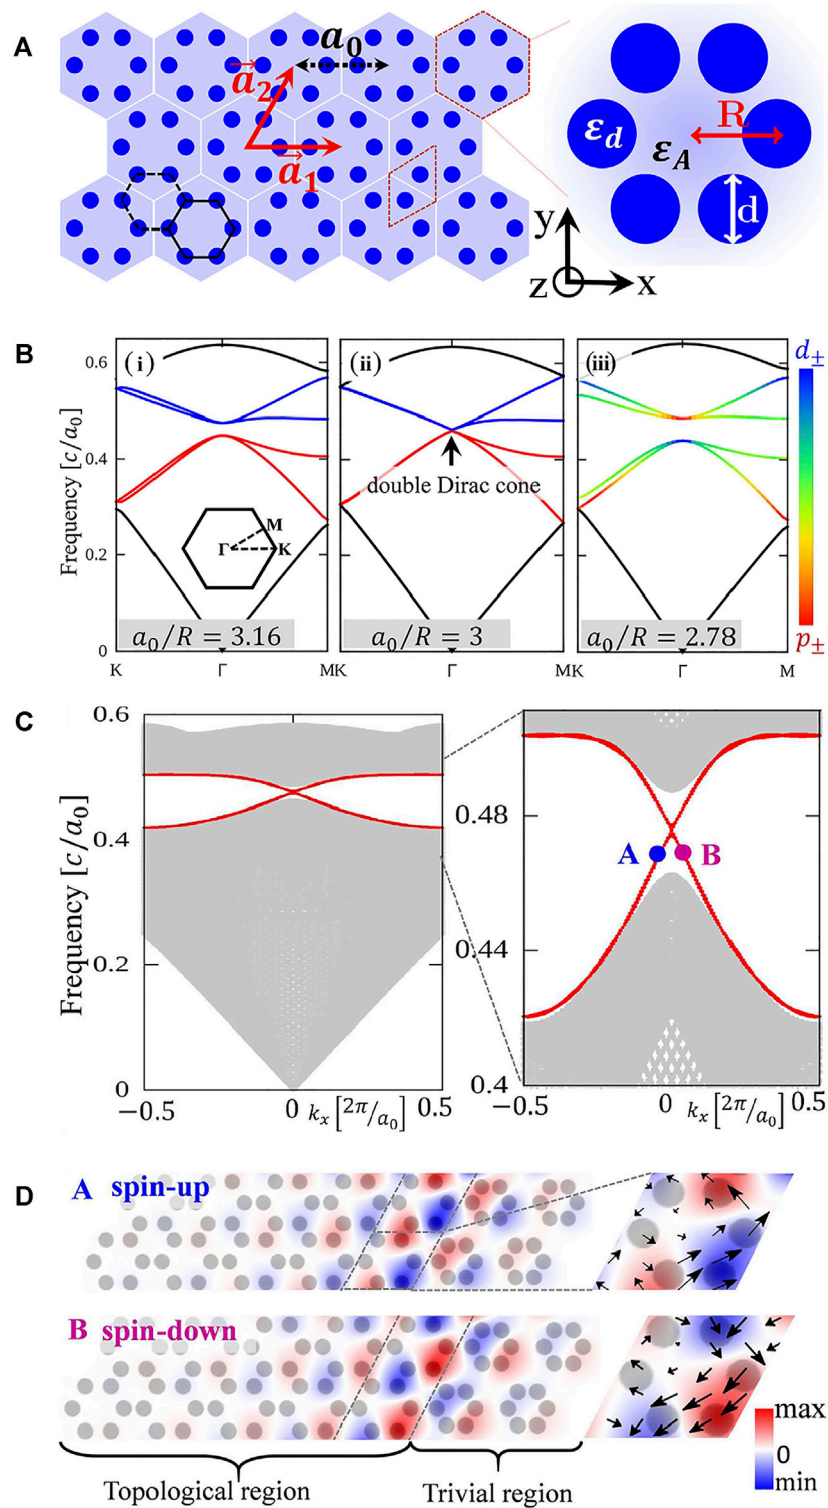 A
a₀
a⃗₂
a⃗₁
R
ε_d
ε_A
d
y
z
x
B
Frequency [c/a₀]
0.6
0.4
0.2
0
(i)
(ii)
(iii)
d±
double Dirac cone
M
Γ
K
a₀/R = 3.16
a₀/R = 3
a₀/R = 2.78
p±
K
Γ
MK
Γ
MK
Γ
M
C
Frequency [c/a₀]
0.6
0.4
0.2
0
−0.5
0
kₓ[2π/a₀]
0.5
0.48
0.44
0.4
A
B
−0.5
0
kₓ[2π/a₀]
0.5
D
A spin-up
B spin-down
max
0
min
Topological region
Trivial region